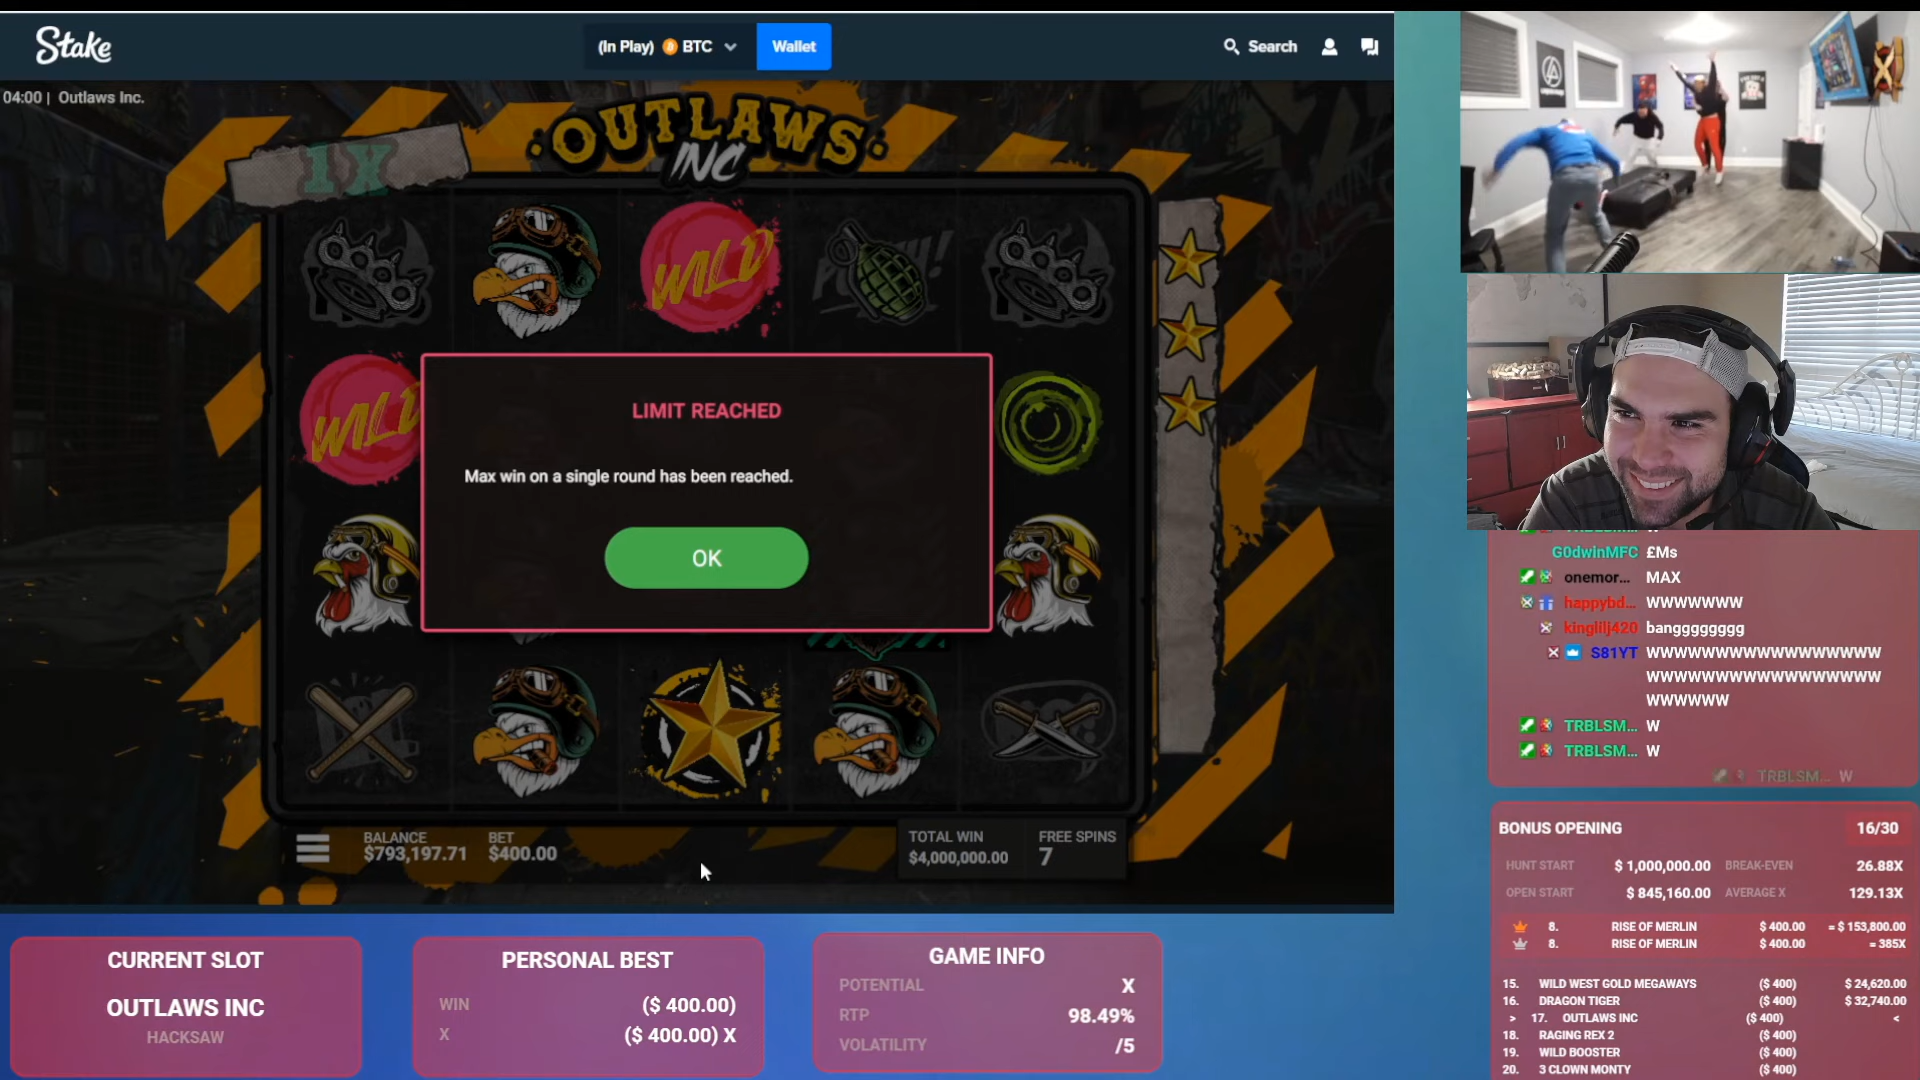 Stake
(In Play) BTC
Wallet
Search
04:00 | Outlaws Inc.
OUTLAWS
INC
1X
WILD
WILD
LIMIT REACHED
Max win on a single round has been reached.
OK
BALANCE
$793,197.71
BET
$400.00
TOTAL WIN
$4,000,000.00
FREE SPINS
7
G0dwinMFC £Ms
onemor... MAX
happybd... WWWWWWW
kinglilj420 banggggggg
S81YT WWWWWWWWWWWWWWWWW
WWWWWWWWWWWWWWWWW
WWWWWW
TRBLSM... W
TRBLSM... W
TRBLSM... W
BONUS OPENING 16/30
HUNT START $ 1,000,000.00 BREAK-EVEN 26.88X
OPEN START $ 845,160.00 AVERAGE X 129.13X
8. RISE OF MERLIN $ 400.00 = $ 153,800.00
8. RISE OF MERLIN $ 400.00 = 385X
15. WILD WEST GOLD MEGAWAYS ($ 400) $ 24,620.00
16. DRAGON TIGER ($ 400) $ 32,740.00
> 17. OUTLAWS INC ($ 400) <
18. RAGING REX 2 ($ 400)
19. WILD BOOSTER ($ 400)
20. 3 CLOWN MONTY ($ 400)
CURRENT SLOT
OUTLAWS INC
HACKSAW
PERSONAL BEST
WIN ($ 400.00)
X ($ 400.00) X
GAME INFO
POTENTIAL X
RTP 98.49%
VOLATILITY /5